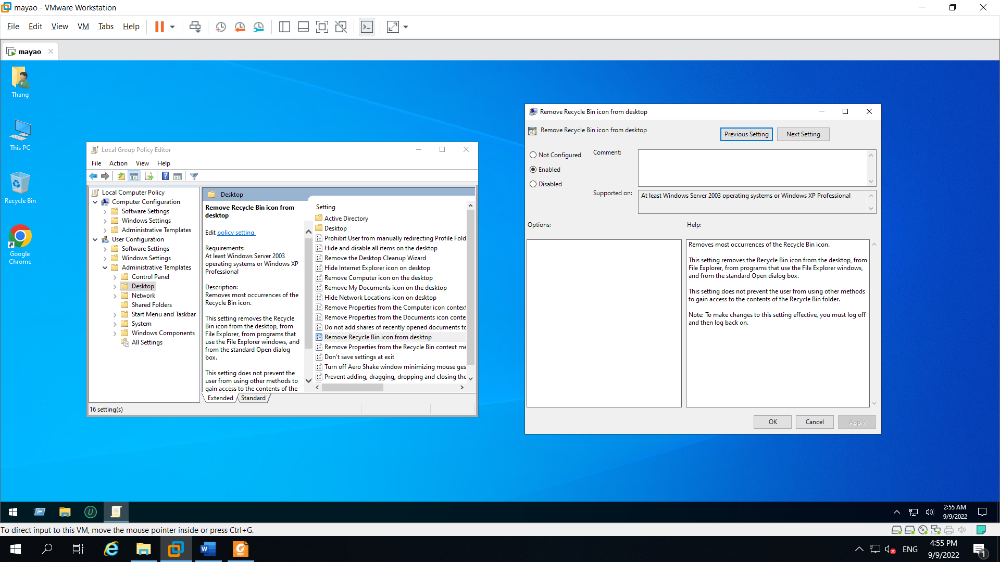 mayao - VMware Workstation
File Edit View VM Tabs Help
mayao
Thang
This PC
Recycle Bin
Google
Chrome
Local Group Policy Editor
File Action View Help
Local Computer Policy
Computer Configuration
Software Settings
Windows Settings
Administrative Templates
User Configuration
Software Settings
Windows Settings
Administrative Templates
Control Panel
Desktop
Network
Shared Folders
Start Menu and Taskbar
System
Windows Components
All Settings
Desktop
Remove Recycle Bin icon from
desktop
Edit policy setting
Requirements:
At least Windows Server 2003
operating systems or Windows XP
Professional
Description:
Removes most occurrences of the
Recycle Bin icon.
This setting removes the Recycle
Bin icon from the desktop, from
File Explorer, from programs that
use the File Explorer windows, and
from the standard Open dialog
box.
This setting does not prevent the
user from using other methods to
gain access to the contents of the
Setting
Active Directory
Desktop
Prohibit User from manually redirecting Profile Fold
Hide and disable all items on the desktop
Remove the Desktop Cleanup Wizard
Hide Internet Explorer icon on desktop
Remove Computer icon on the desktop
Remove My Documents icon on the desktop
Hide Network Locations icon on desktop
Remove Properties from the Computer icon context
Remove Properties from the Documents icon conte
Do not add shares of recently opened documents to
Remove Recycle Bin icon from desktop
Remove Properties from the Recycle Bin context me
Don't save settings at exit
Turn off Aero Shake window minimizing mouse ges
Prevent adding, dragging, dropping and closing the
Extended Standard
16 setting(s)
Remove Recycle Bin icon from desktop
Remove Recycle Bin icon from desktop
Previous Setting Next Setting
Not Configured
Enabled
Disabled
Comment:
Supported on:
At least Windows Server 2003 operating systems or Windows XP Professional
Options:
Help:
Removes most occurrences of the Recycle Bin icon.
This setting removes the Recycle Bin icon from the desktop, from
File Explorer, from programs that use the File Explorer windows,
and from the standard Open dialog box.
This setting does not prevent the user from using other methods
to gain access to the contents of the Recycle Bin folder.
Note: To make changes to this setting effective, you must log off
and then log back on.
OK Cancel Apply
2:55 AM
9/9/2022
To direct input to this VM, move the mouse pointer inside or press Ctrl+G.
ENG
4:55 PM
9/9/2022
1